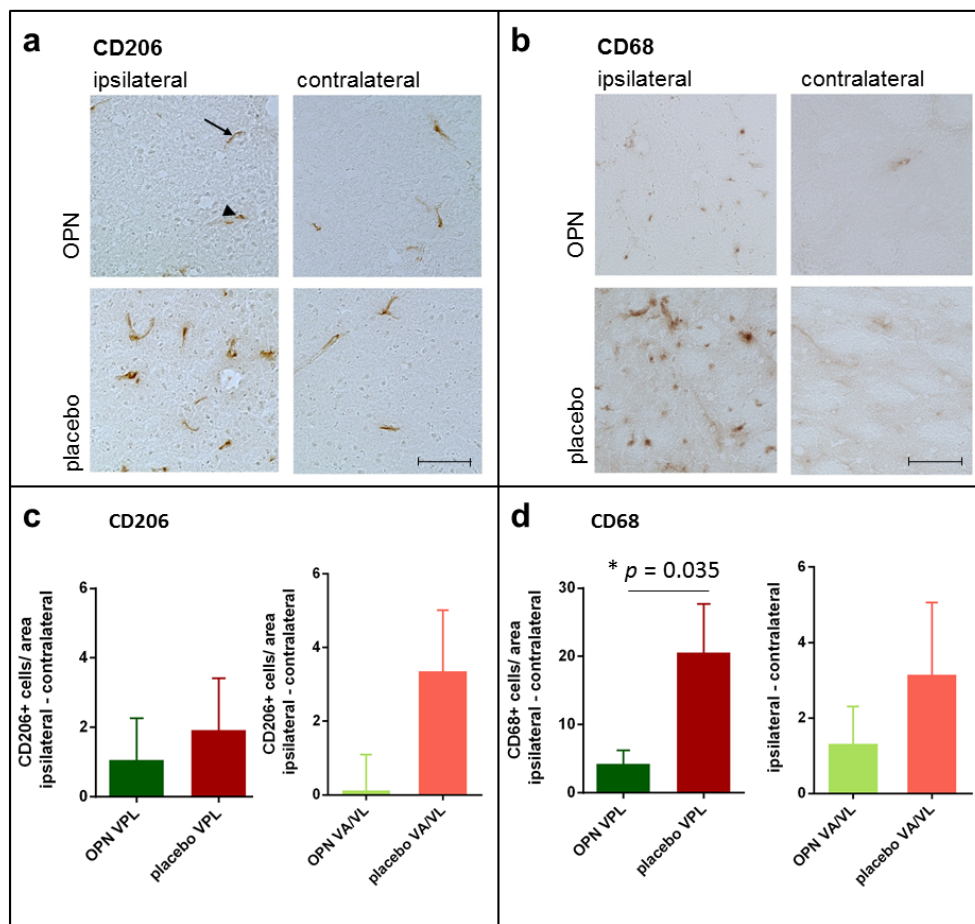 a
CD206
ipsilateral
contralateral
OPN
placebo
b
CD68
ipsilateral
contralateral
OPN
placebo
c
CD206
CD206+ cells/ area
ipsilateral - contralateral
6
4
2
0
OPN VPL
placebo VPL
CD206+ cells/ area
ipsilateral - contralateral
6
4
2
0
OPN VA/VL
placebo VA/VL
d
CD68
* p = 0.035
CD68+ cells/ area
ipsilateral - contralateral
30
20
10
0
OPN VPL
placebo VPL
ipsilateral - contralateral
6
4
2
0
OPN VA/VL
placebo VA/VL